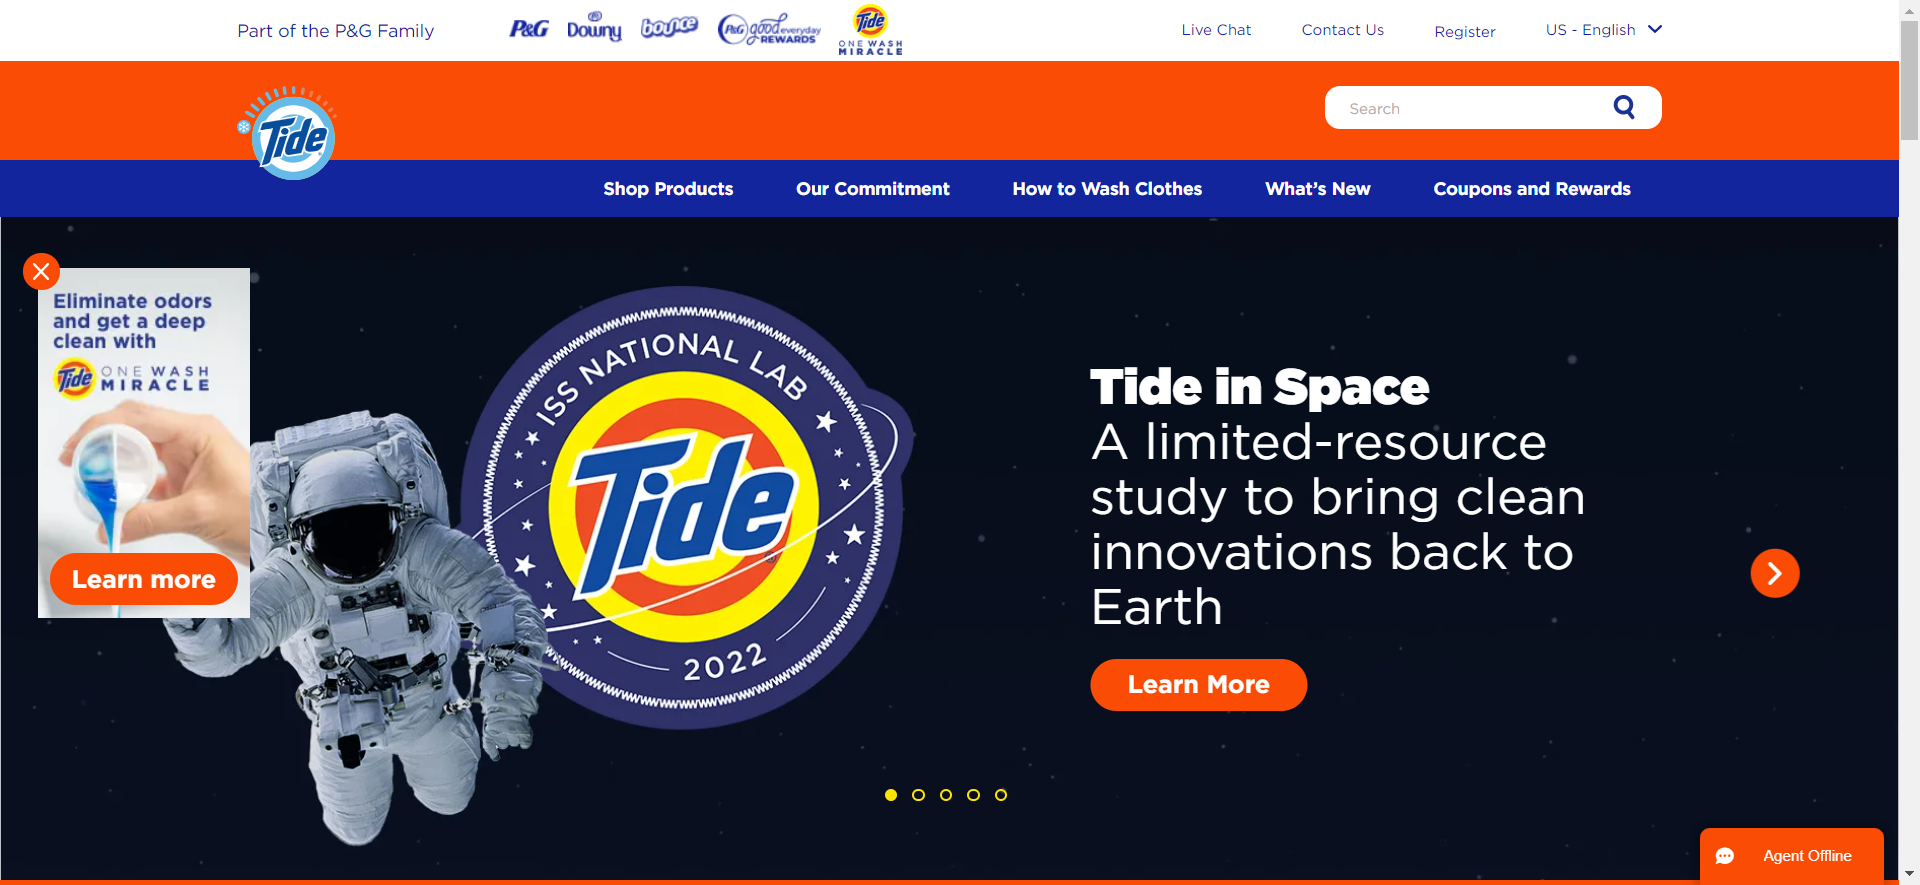 Part of the P&G Family
P&G
Downy
bounce
P&G good everyday
REWARDS
Tide
ONE WASH
MIRACLE
Live Chat
Contact Us
Register
US - English
Tide
Search
Shop Products
Our Commitment
How to Wash Clothes
What's New
Coupons and Rewards
Eliminate odors
and get a deep
clean with
Tide ONE WASH
MIRACLE
Learn more
ISS NATIONAL LAB
Tide
2022
Tide in Space
A limited-resource
study to bring clean
innovations back to
Earth
Learn More
Agent Offline